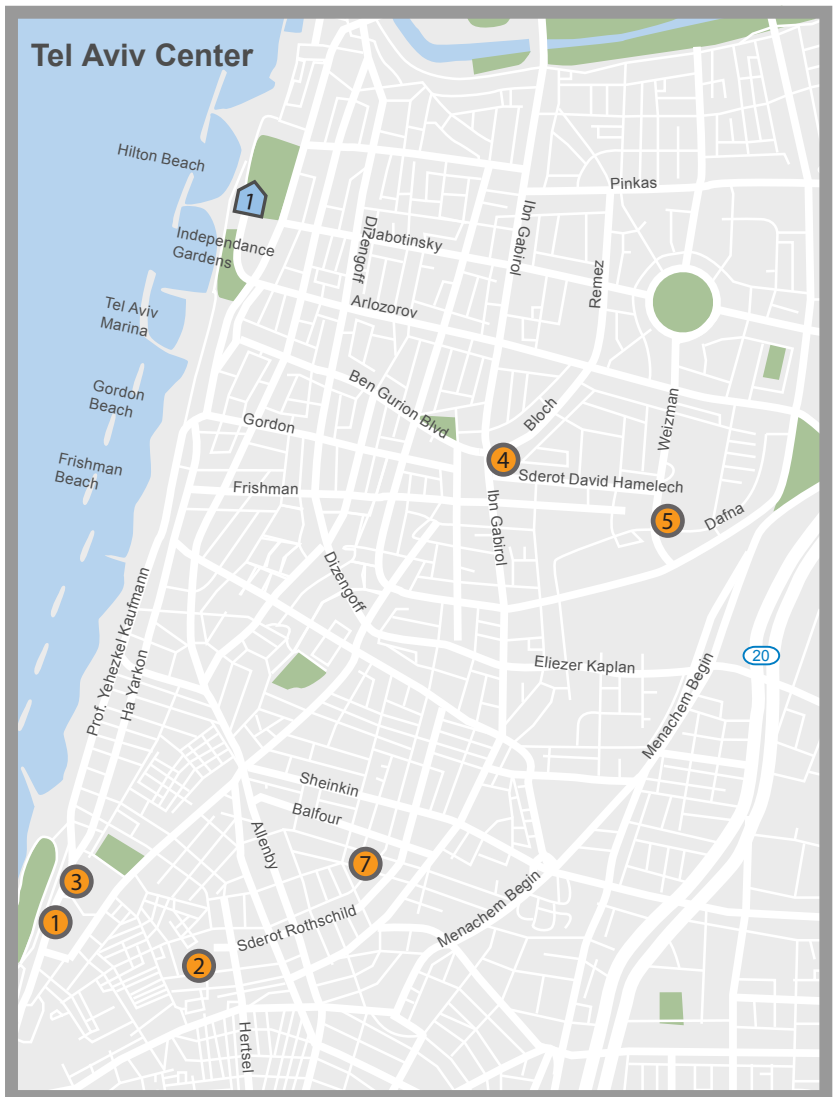 Tel Aviv Center
Hilton Beach
1
Independance
Gardens
Jabotinsky
Dizengoff
Ibn Gabirol
Pinkas
Remez
Tel Aviv
Marina
Arlozorov
Gordon
Beach
Ben Gurion Blvd
Bloch
Weizman
Gordon
4
Frishman
Beach
Frishman
Sderot David Hamelech
Ibn Gabirol
5
Dafna
Dizengoff
Prof. Yehezkel Kaufmann
Ha Yarkon
Eliezer Kaplan
20
Menachem Begin
Sheinkin
Balfour
Allenby
7
3
1
Sderot Rothschild
Menachem Begin
2
Hertsel